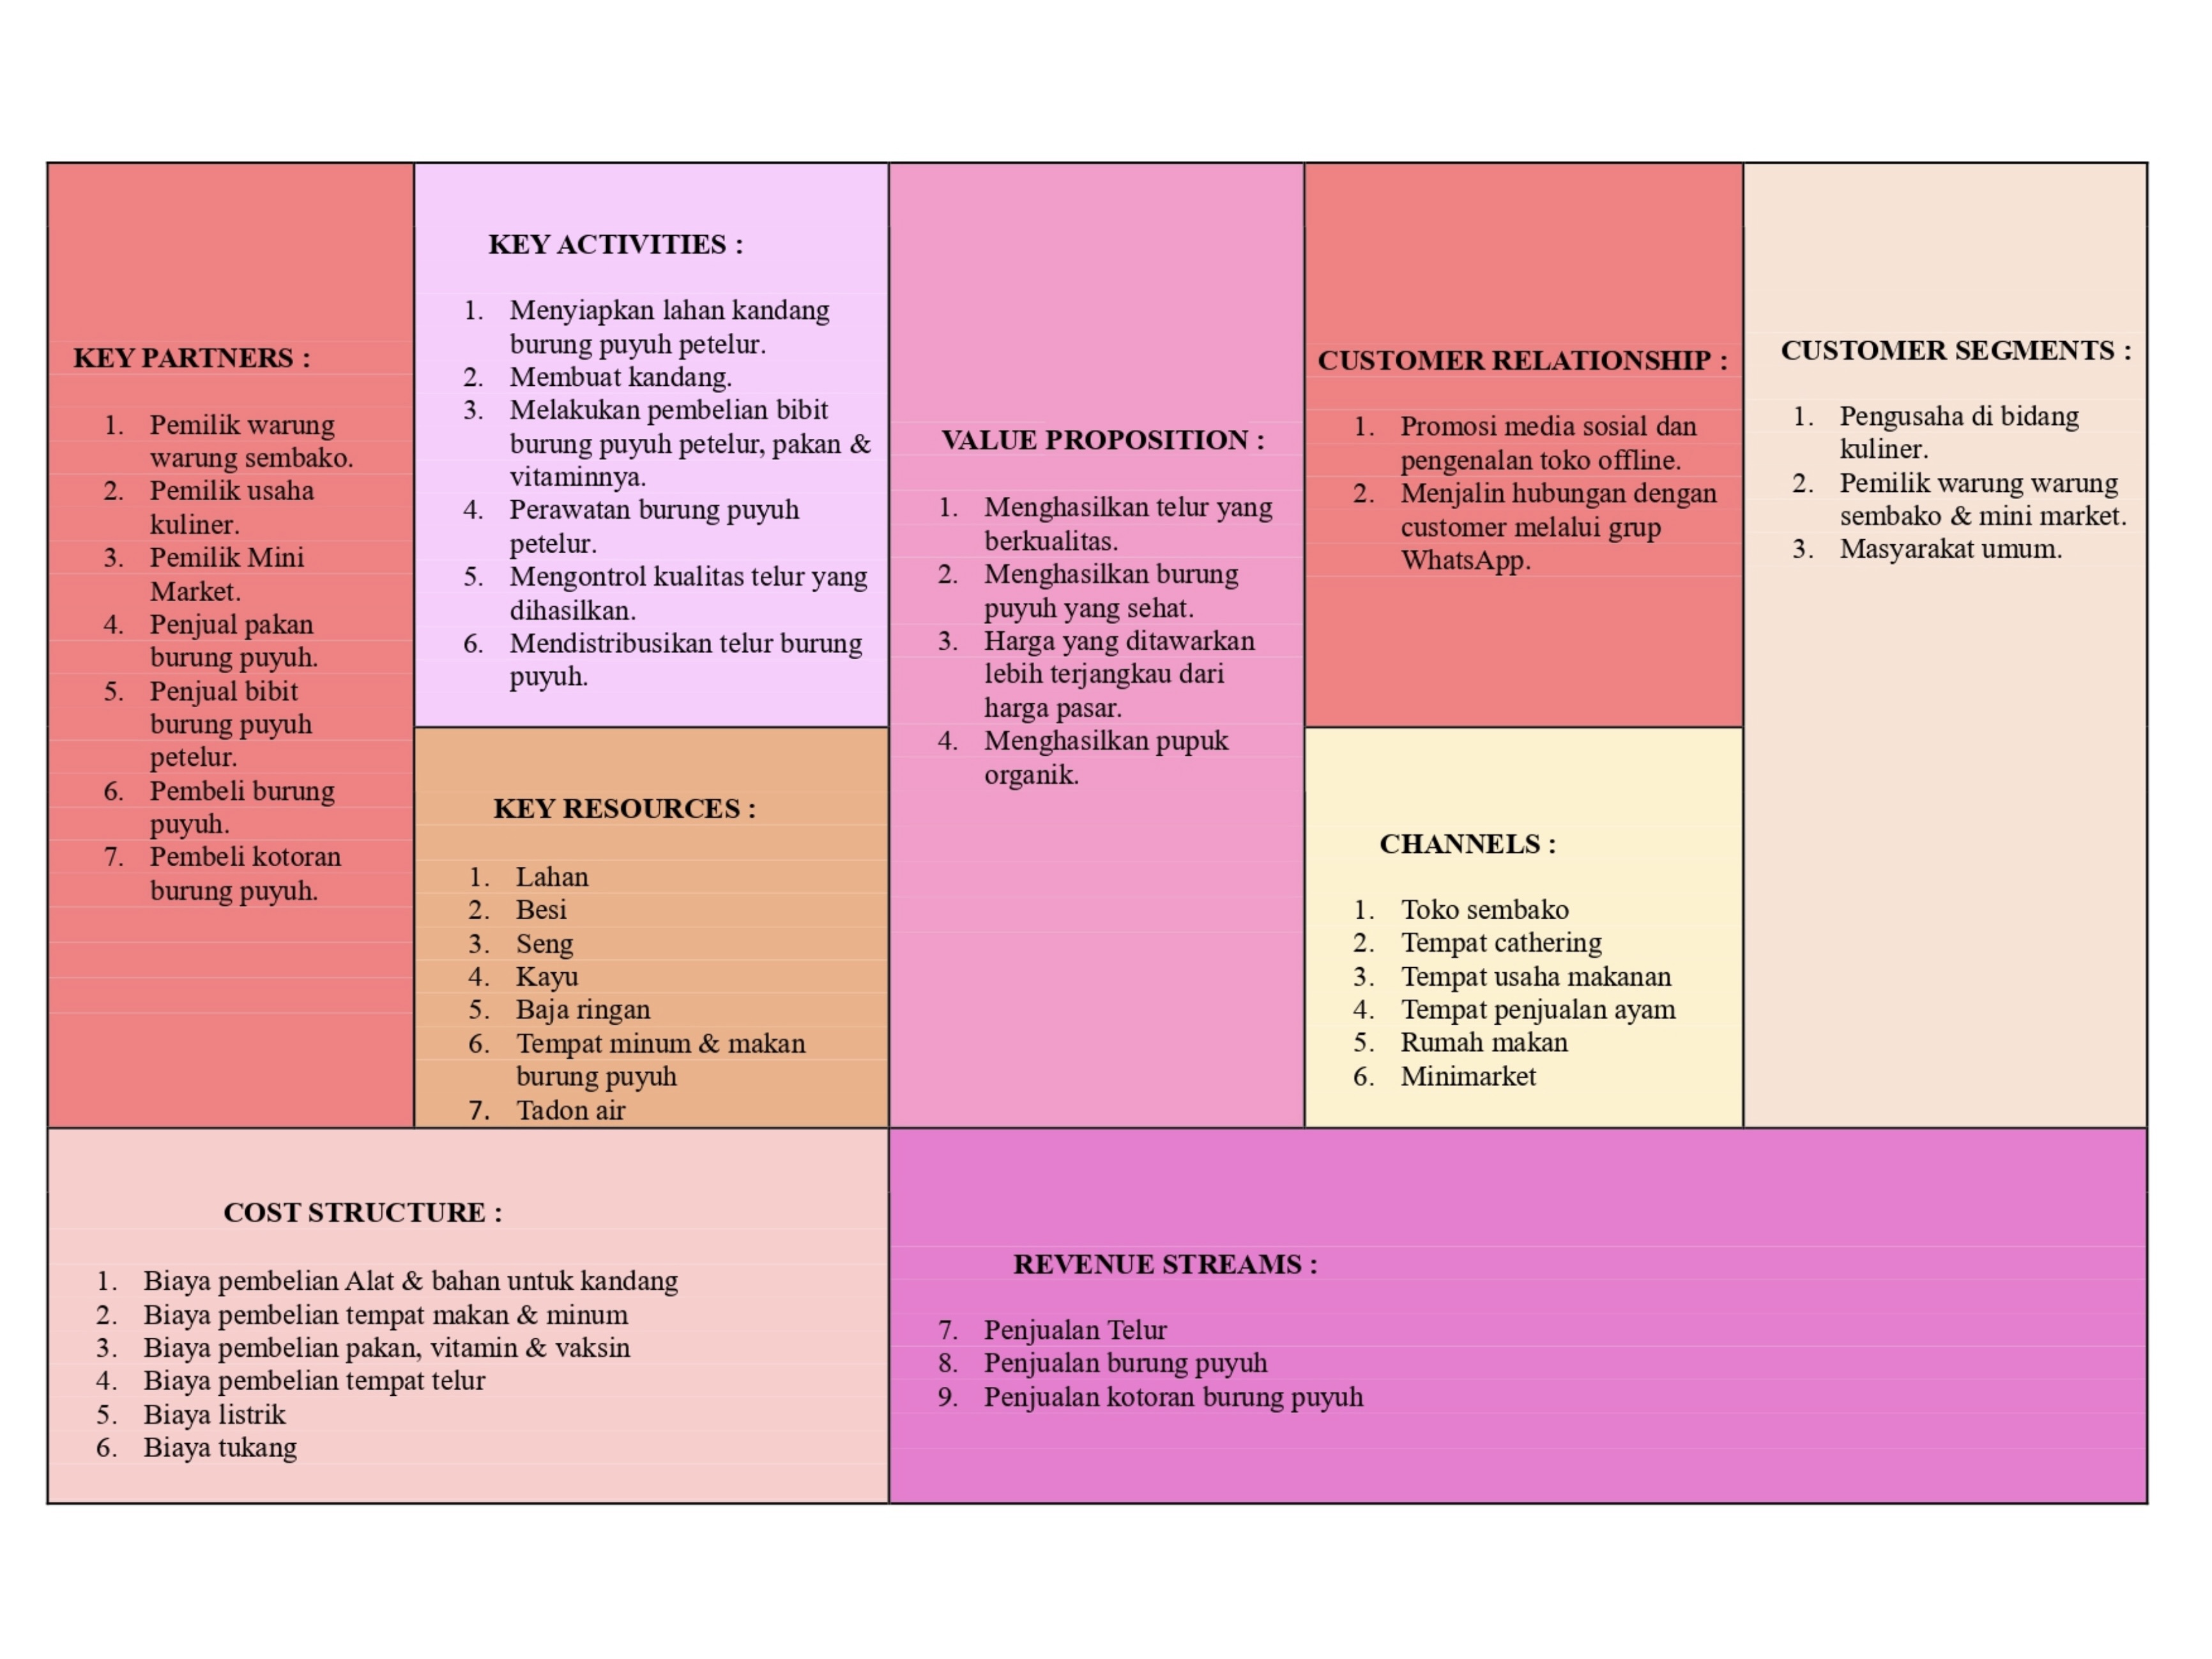 KEY PARTNERS :
1. Pemilik warung
warung sembako.
2. Pemilik usaha
kuliner.
3. Pemilik Mini
Market.
4. Penjual pakan
burung puyuh.
5. Penjual bibit
burung puyuh
petelur.
6. Pembeli burung
puyuh.
7. Pembeli kotoran
burung puyuh.
KEY ACTIVITIES :
1. Menyiapkan lahan kandang
burung puyuh petelur.
2. Membuat kandang.
3. Melakukan pembelian bibit
burung puyuh petelur, pakan &
vitaminnya.
4. Perawatan burung puyuh
petelur.
5. Mengontrol kualitas telur yang
dihasilkan.
6. Mendistribusikan telur burung
puyuh.
KEY RESOURCES :
1. Lahan
2. Besi
3. Seng
4. Kayu
5. Baja ringan
6. Tempat minum & makan
burung puyuh
7. Tadon air
VALUE PROPOSITION :
1. Menghasilkan telur yang
berkualitas.
2. Menghasilkan burung
puyuh yang sehat.
3. Harga yang ditawarkan
lebih terjangkau dari
harga pasar.
4. Menghasilkan pupuk
organik.
CUSTOMER RELATIONSHIP :
1. Promosi media sosial dan
pengenalan toko offline.
2. Menjalin hubungan dengan
customer melalui grup
WhatsApp.
CHANNELS :
1. Toko sembako
2. Tempat cathering
3. Tempat usaha makanan
4. Tempat penjualan ayam
5. Rumah makan
6. Minimarket
CUSTOMER SEGMENTS :
1. Pengusaha di bidang
kuliner.
2. Pemilik warung warung
sembako & mini market.
3. Masyarakat umum.
COST STRUCTURE :
1. Biaya pembelian Alat & bahan untuk kandang
2. Biaya pembelian tempat makan & minum
3. Biaya pembelian pakan, vitamin & vaksin
4. Biaya pembelian tempat telur
5. Biaya listrik
6. Biaya tukang
REVENUE STREAMS :
7. Penjualan Telur
8. Penjualan burung puyuh
9. Penjualan kotoran burung puyuh